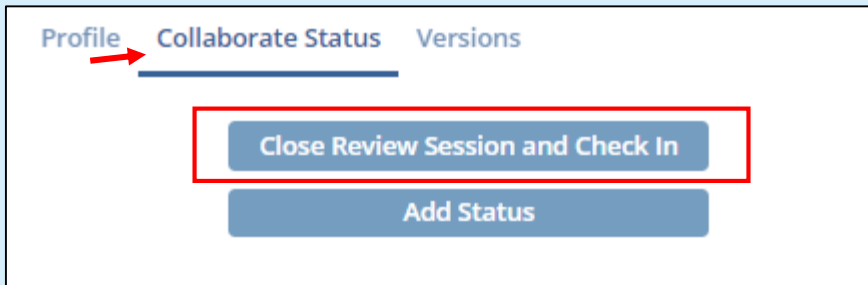 Profile Collaborate Status Versions
Close Review Session and Check In
Add Status